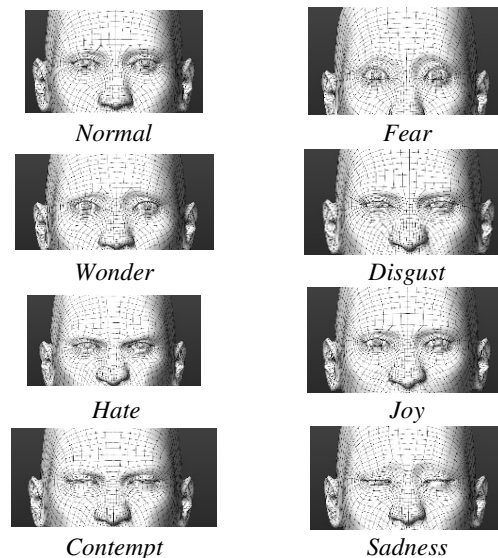 Normal
Fear
Wonder
Disgust
Hate
Joy
Contempt
Sadness